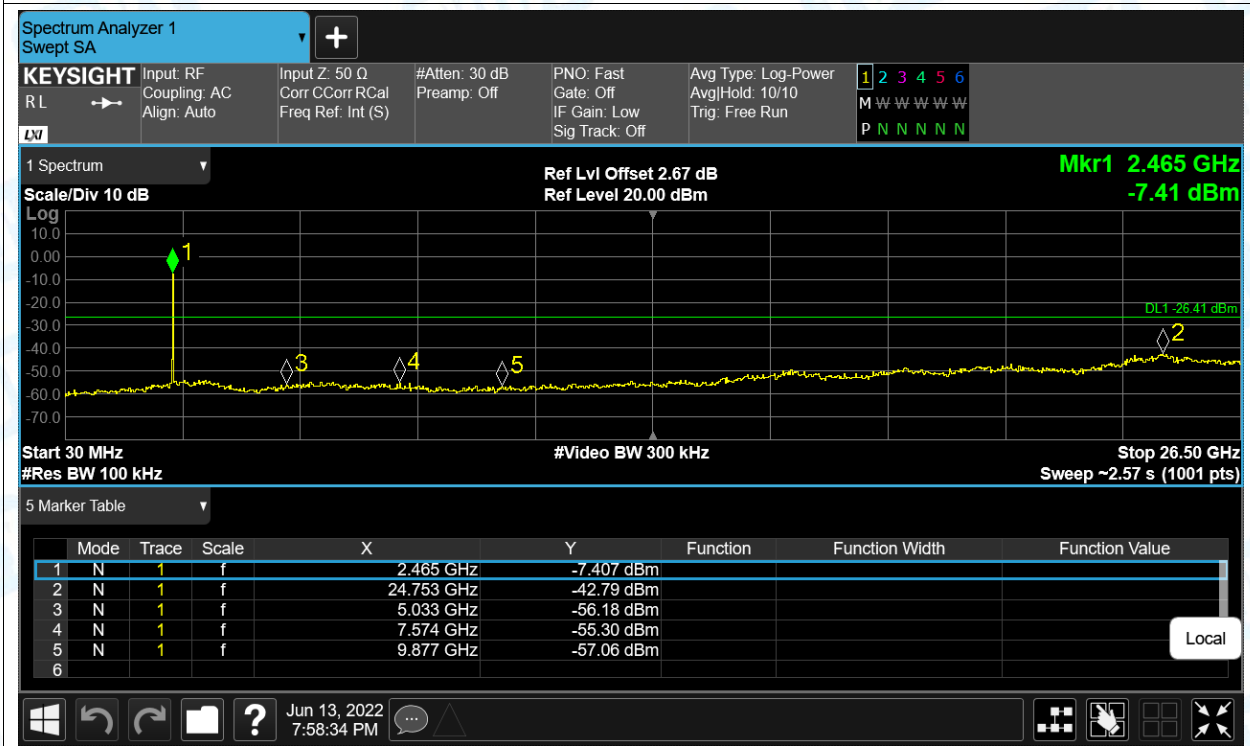 Spectrum Analyzer 1
Swept SA
+
KEYSIGHT Input: RF Input Z: 50 Ω #Atten: 30 dB PNO: Fast Avg Type: Log-Power 1 2 3 4 5 6
R L Coupling: AC Corr CCorr RCal Preamp: Off Gate: Off Avg|Hold: 10/10 M W W W W W
Align: Auto Freq Ref: Int (S) IF Gain: Low Trig: Free Run
LXI Sig Track: Off P N N N N N
1 Spectrum Ref Lvl Offset 2.67 dB Mkr1 2.465 GHz
Scale/Div 10 dB Ref Level 20.00 dBm -7.41 dBm
Log
10.0
1
0.00
-10.0
-20.0
DL1 -26.41 dBm
-30.0
2
-40.0
3 4 5
-50.0
-60.0
-70.0
Start 30 MHz #Video BW 300 kHz Stop 26.50 GHz
#Res BW 100 kHz Sweep ~2.57 s (1001 pts)
5 Marker Table
Mode Trace Scale X Y Function Function Width Function Value
1 N 1 f 2.465 GHz -7.407 dBm
2 N 1 f 24.753 GHz -42.79 dBm
3 N 1 f 5.033 GHz -56.18 dBm
4 N 1 f 7.574 GHz -55.30 dBm
5 N 1 f 9.877 GHz -57.06 dBm
6
Local
? Jun 13, 2022
7:58:34 PM